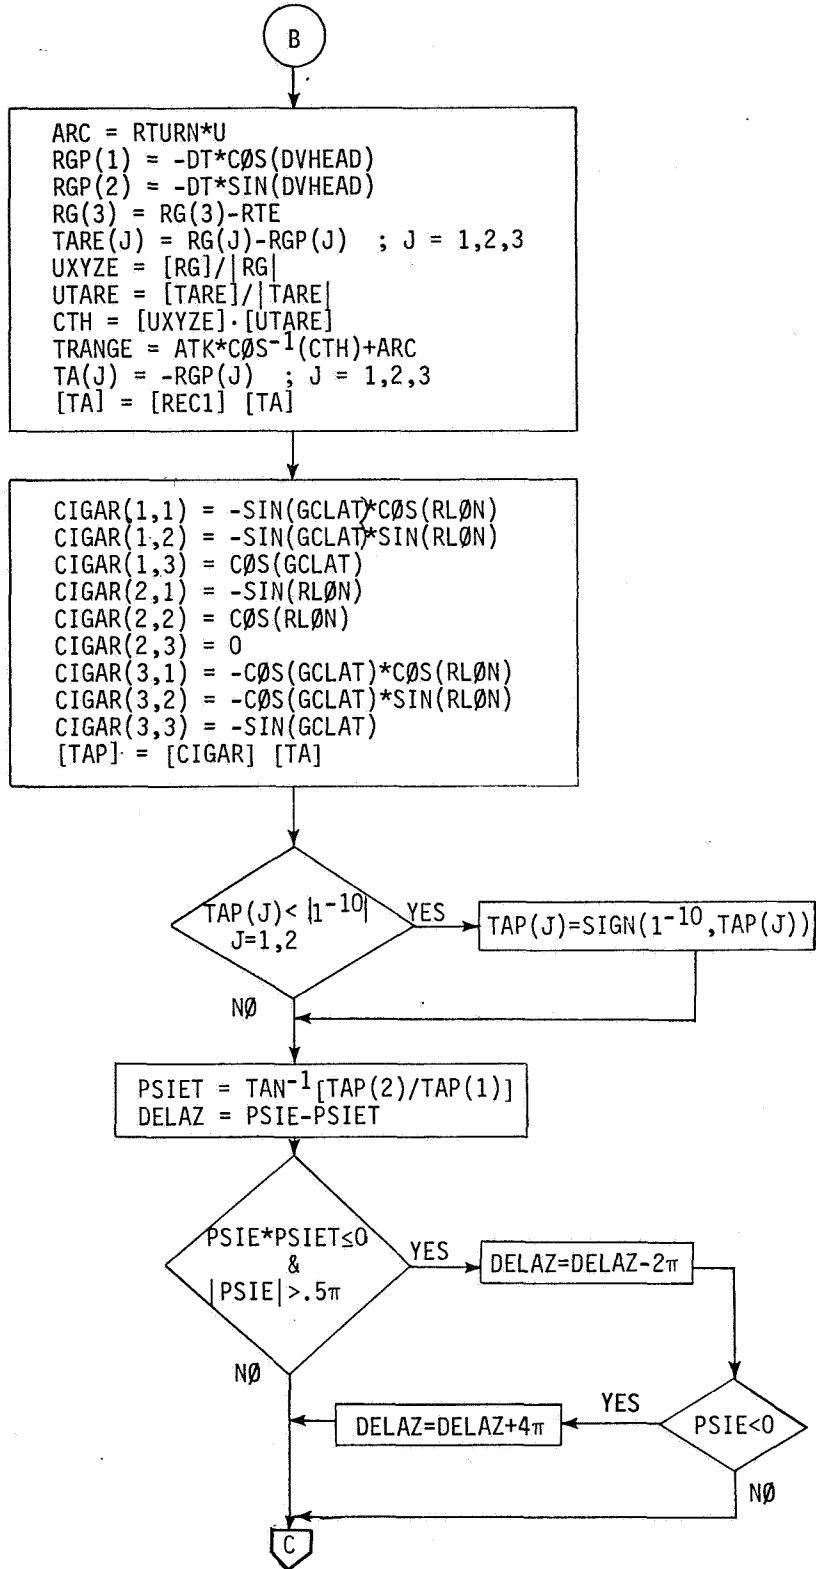 B
ARC = RTURN*U
RGP(1) = -DT*CØS(DVHEAD)
RGP(2) = -DT*SIN(DVHEAD)
RG(3) = RG(3)-RTE
TARE(J) = RG(J)-RGP(J) ; J = 1,2,3
UXYZE = [RG]/|RG|
UTARE = [TARE]/|TARE|
CTH = [UXYZE]·[UTARE]
TRANGE = ATK*CØS⁻¹(CTH)+ARC
TA(J) = -RGP(J) ; J = 1,2,3
[TA] = [REC1] [TA]
CIGAR(1,1) = -SIN(GCLAT)*CØS(RLØN)
CIGAR(1,2) = -SIN(GCLAT)*SIN(RLØN)
CIGAR(1,3) = CØS(GCLAT)
CIGAR(2,1) = -SIN(RLØN)
CIGAR(2,2) = CØS(RLØN)
CIGAR(2,3) = 0
CIGAR(3,1) = -CØS(GCLAT)*CØS(RLØN)
CIGAR(3,2) = -CØS(GCLAT)*SIN(RLØN)
CIGAR(3,3) = -SIN(GCLAT)
[TAP] = [CIGAR] [TA]
TAP(J)< |1⁻¹⁰|
J=1,2
YES
TAP(J)=SIGN(1⁻¹⁰,TAP(J))
NØ
PSIET = TAN⁻¹[TAP(2)/TAP(1)]
DELAZ = PSIE-PSIET
PSIE*PSIET≤0
&
|PSIE|>.5π
YES
DELAZ=DELAZ-2π
NØ
PSIE<0
YES
DELAZ=DELAZ+4π
NØ
C